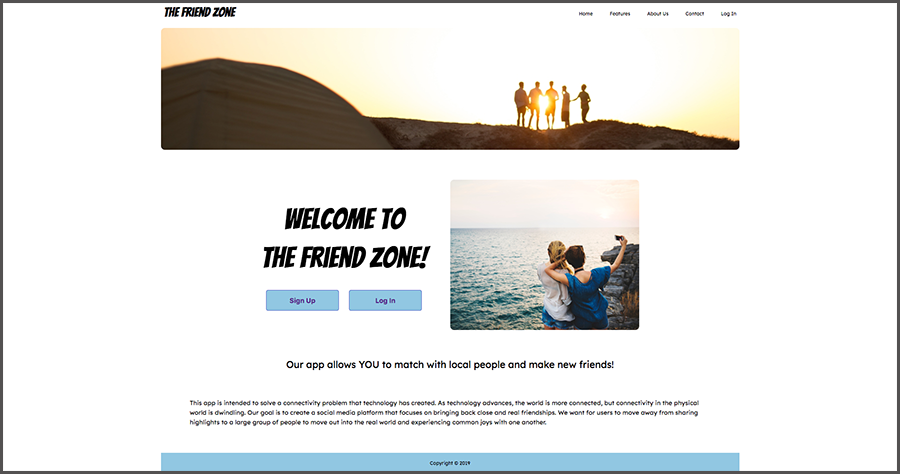 THE FRIEND ZONE
Home Features About Us Contact Log In
WELCOME TO
THE FRIEND ZONE!
Sign Up Log In
Our app allows YOU to match with local people and make new friends!
This app is intended to solve a connectivity problem that technology has created. As technology advances, the world is more connected, but connectivity in the physical
world is dwindling. Our goal is to create a social media platform that focuses on bringing back close and real friendships. We want for users to move away from sharing
highlights to a large group of people to move out into the real world and experiencing common joys with one another.
Copyright © 2019